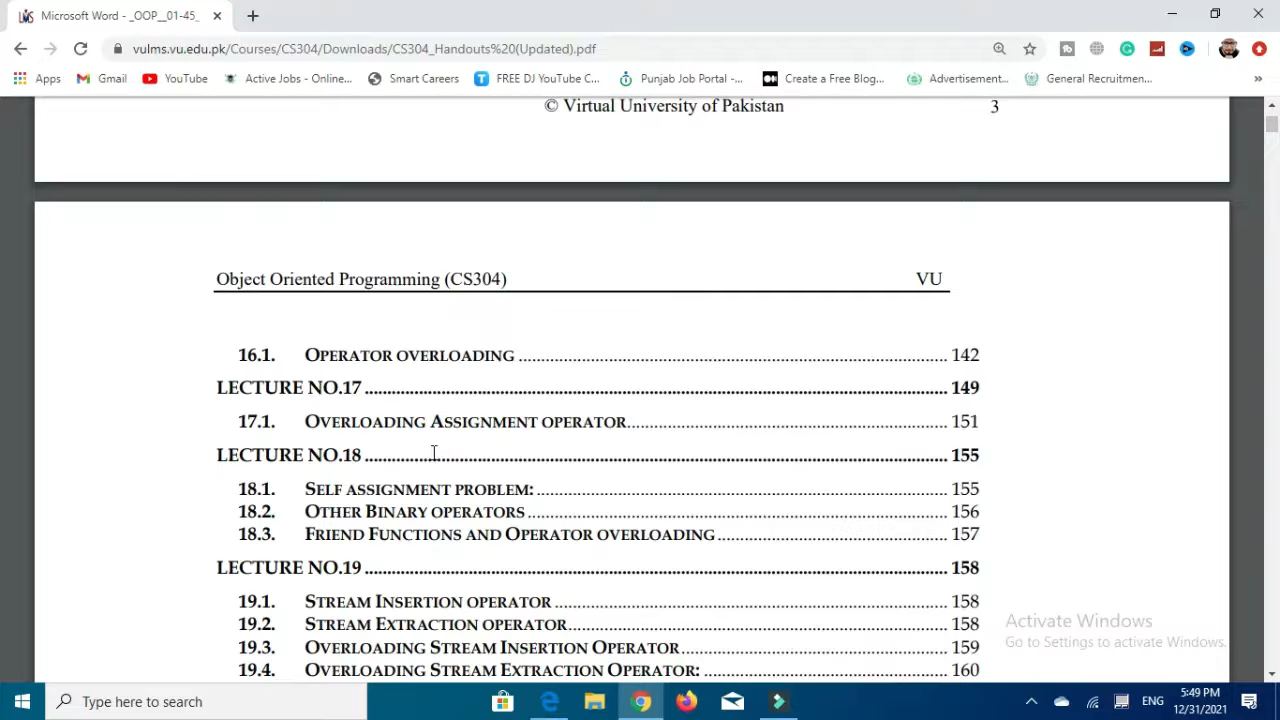 Microsoft Word - _OOP__01-45_
vulms.vu.edu.pk/Courses/CS304/Downloads/CS304_Handouts%20(Updated).pdf
Apps Gmail YouTube Active Jobs - Online... Smart Careers FREE DJ YouTube C... Punjab Job Portal -... Create a Free Blog... Advertisement... General Recruitmen... »
© Virtual University of Pakistan 3
Object Oriented Programming (CS304) VU
16.1. OPERATOR OVERLOADING ........................ 142
LECTURE NO.17 ........................ 149
17.1. OVERLOADING ASSIGNMENT OPERATOR........................ 151
LECTURE NO.18 ........................ 155
18.1. SELF ASSIGNMENT PROBLEM: ........................ 155
18.2. OTHER BINARY OPERATORS ........................ 156
18.3. FRIEND FUNCTIONS AND OPERATOR OVERLOADING ........................ 157
LECTURE NO.19 ........................ 158
19.1. STREAM INSERTION OPERATOR ........................ 158
19.2. STREAM EXTRACTION OPERATOR........................ 158
19.3. OVERLOADING STREAM INSERTION OPERATOR........................ 159
19.4. OVERLOADING STREAM EXTRACTION OPERATOR: ........................ 160
Activate Windows
Go to Settings to activate Windows.
Type here to search
ENG
5:49 PM
12/31/2021